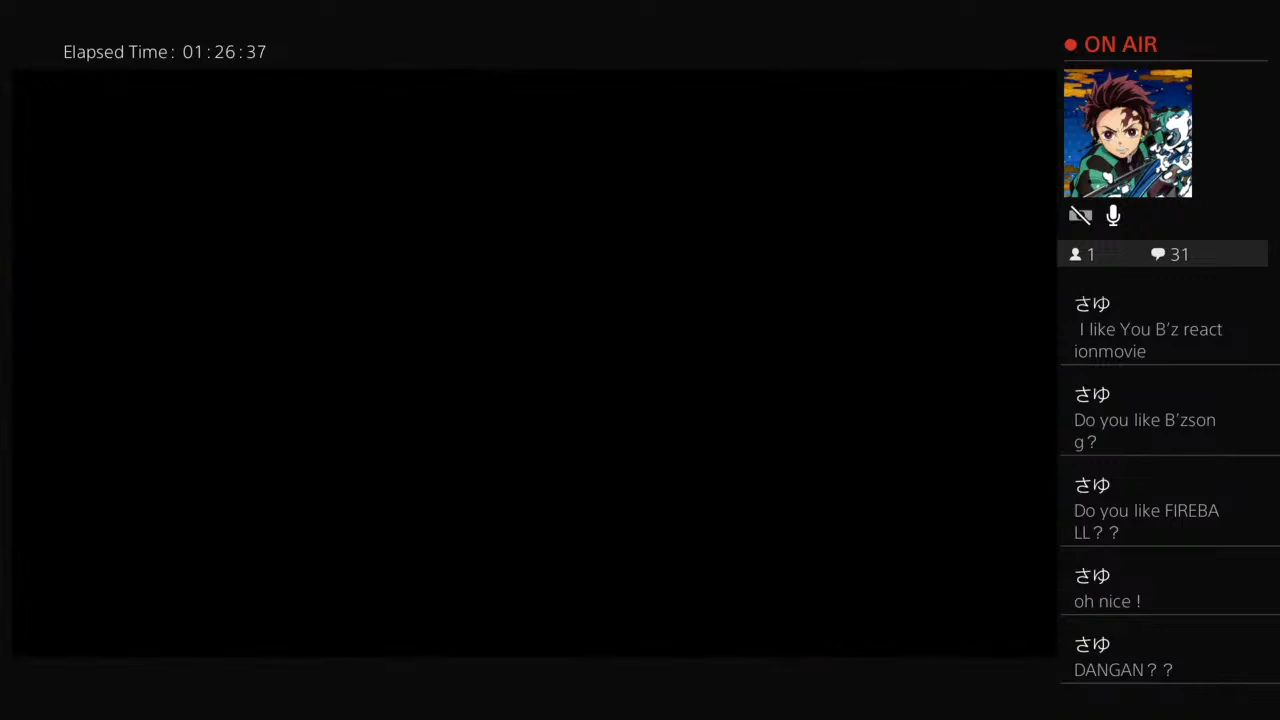 Elapsed Time: 01:26:37
ON AIR
1 31
さゆ
I like You B'z react
ionmovie
さゆ
Do you like B'zson
g？
さゆ
Do you like FIREBA
LL？？
さゆ
oh nice !
さゆ
DANGAN？？